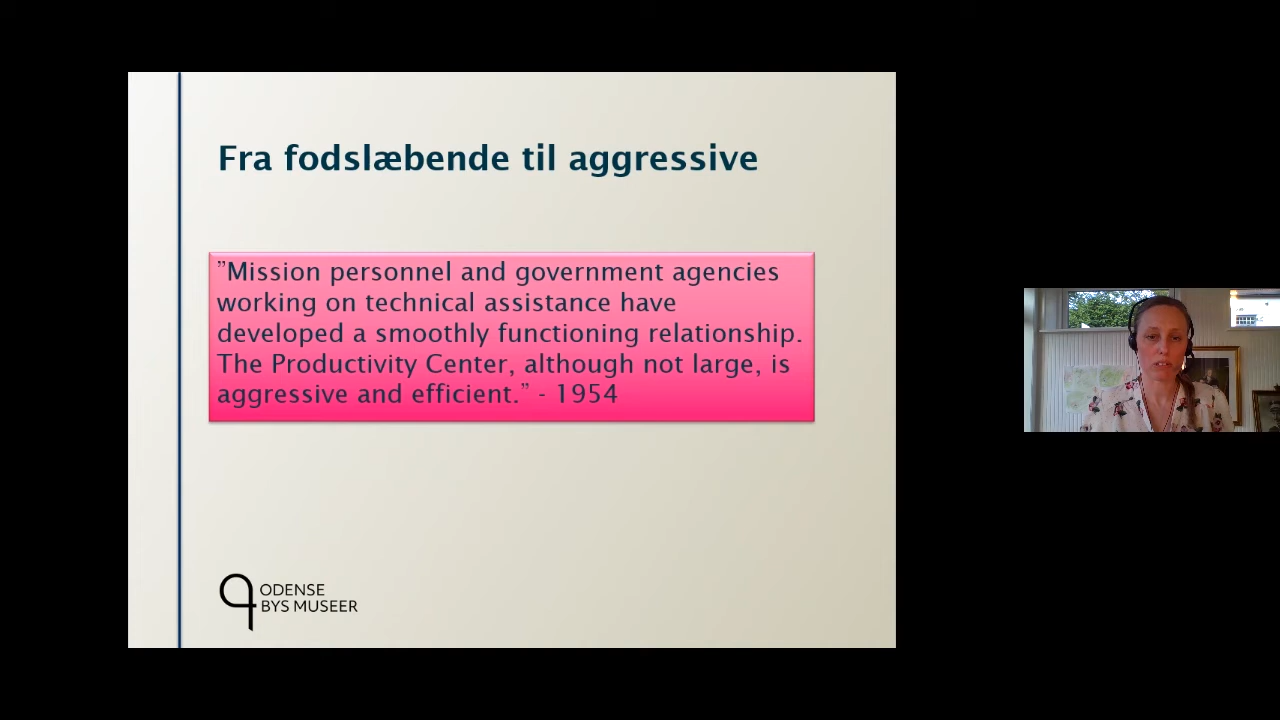 Fra fodslæbende til aggressive
”Mission personnel and government agencies
working on technical assistance have
developed a smoothly functioning relationship.
The Productivity Center, although not large, is
aggressive and efficient.” - 1954
ODENSE
BYS MUSEER